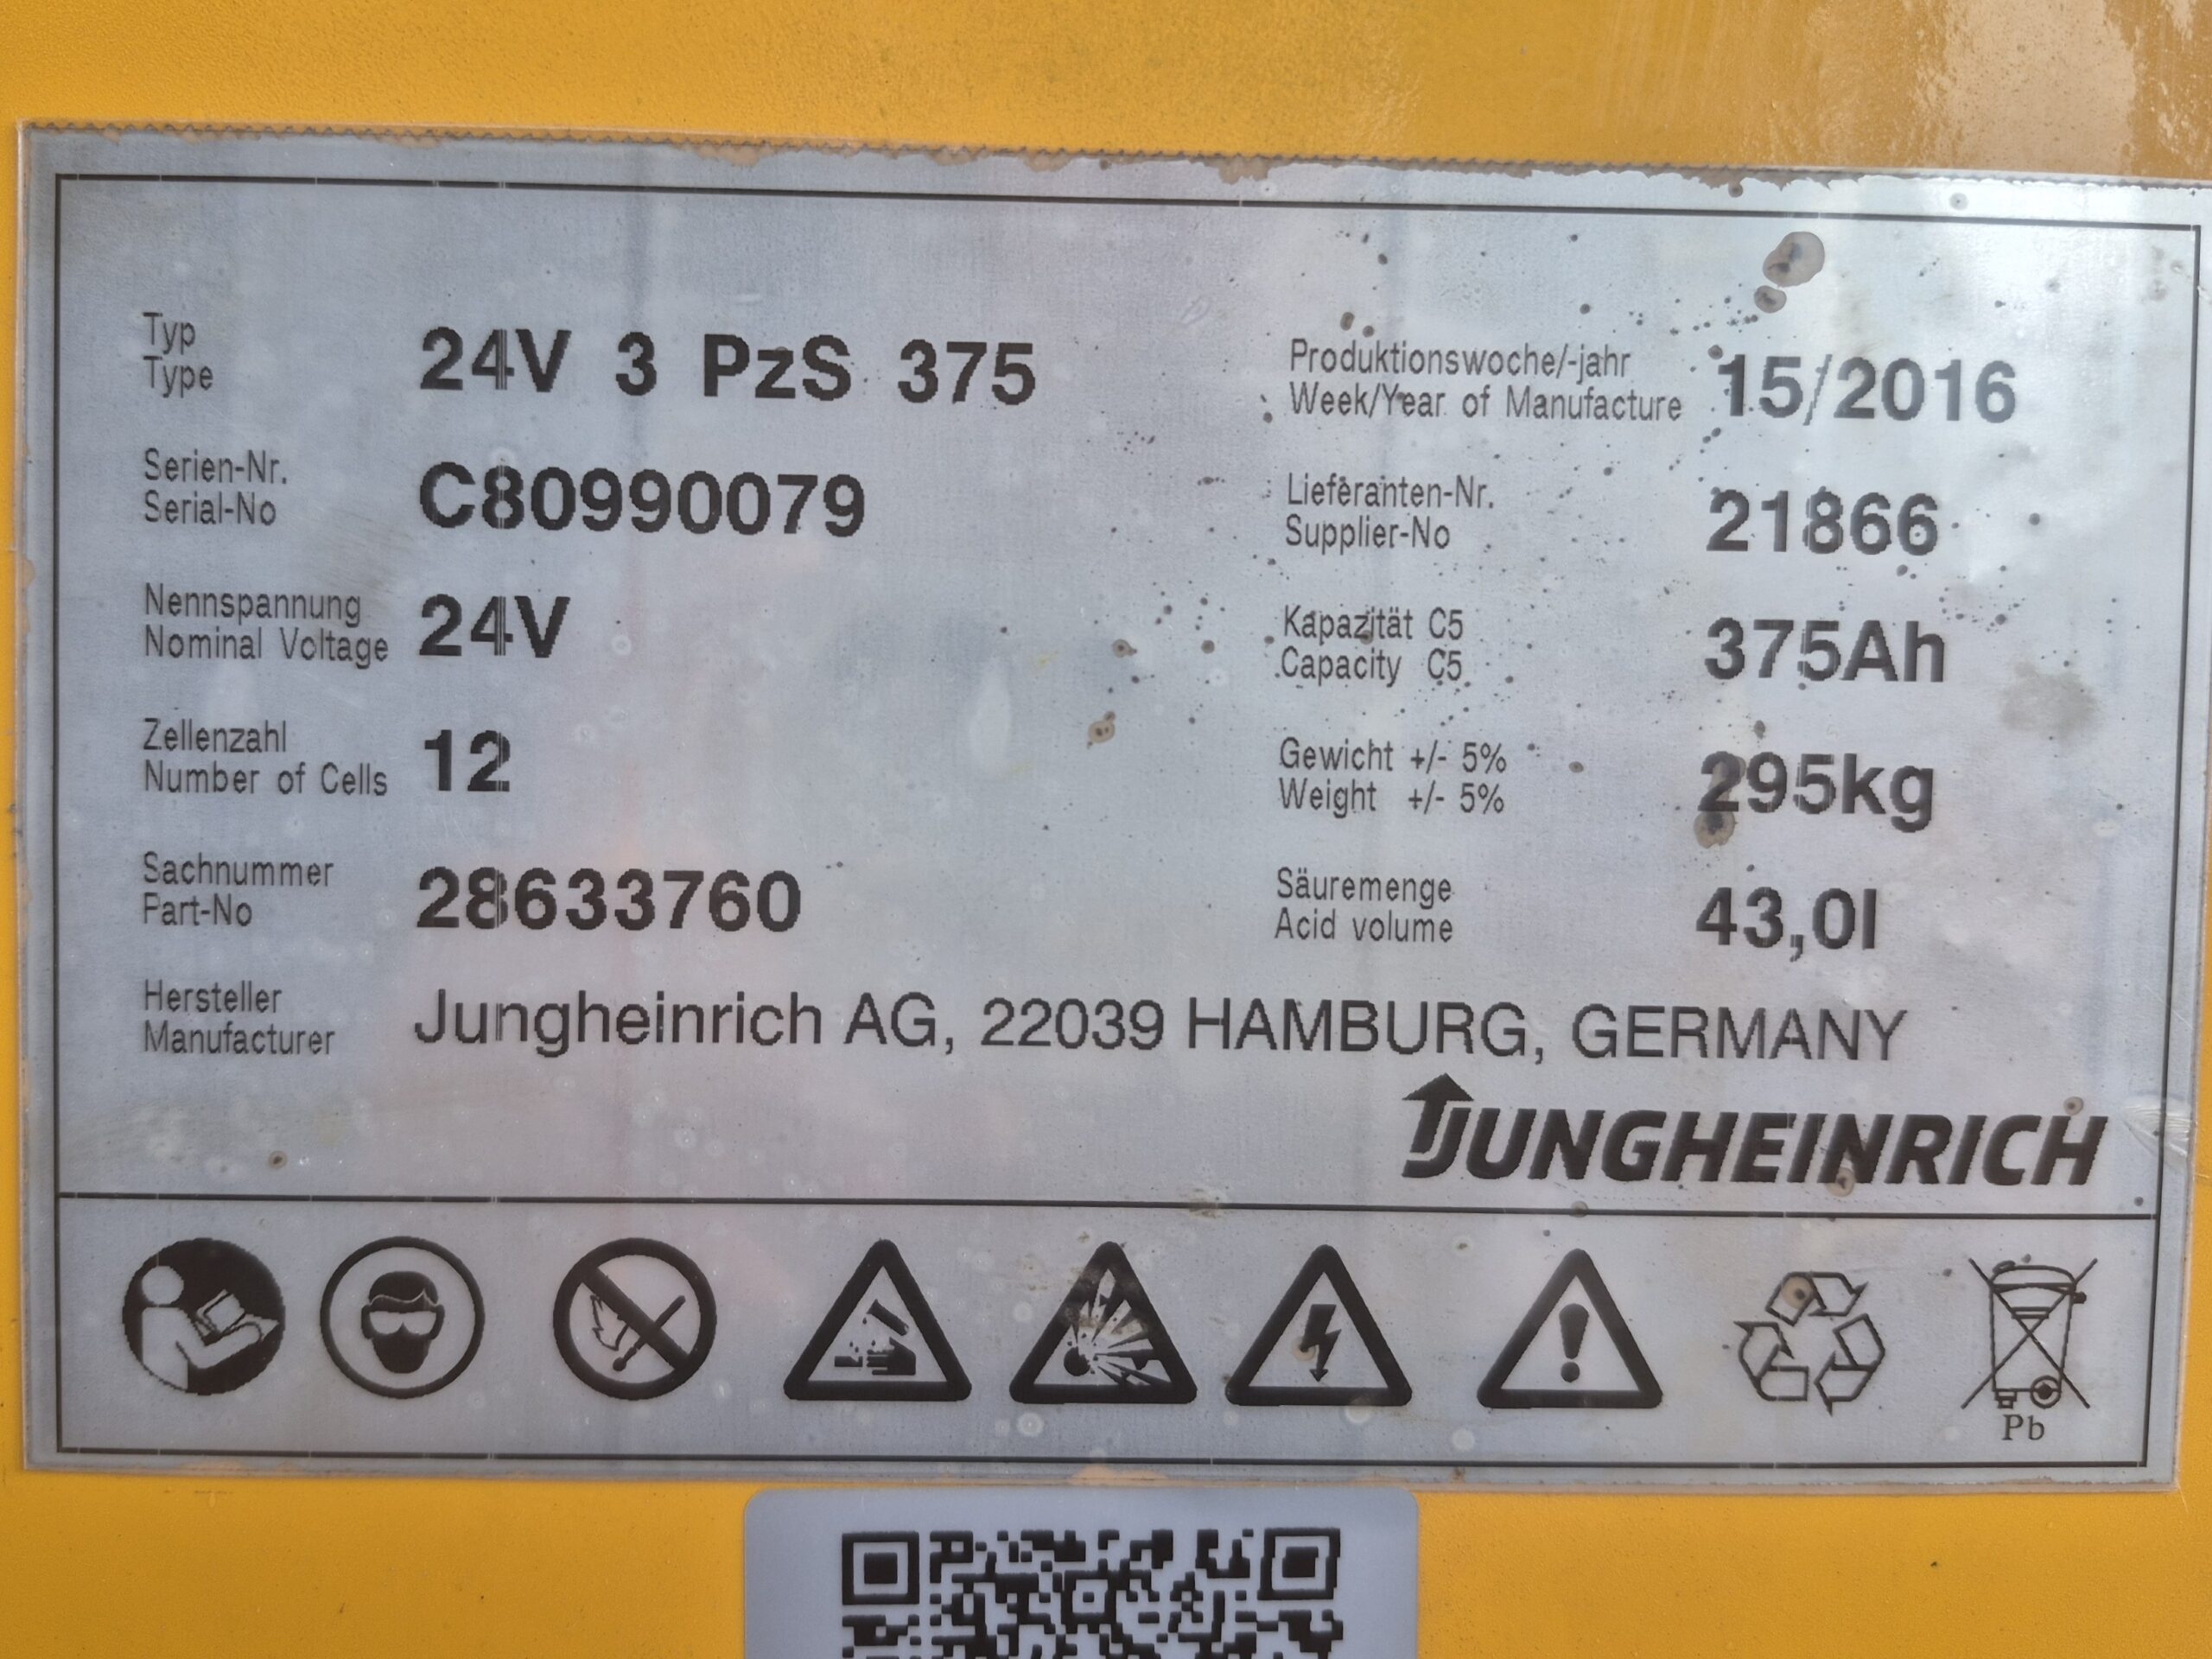 Typ
Type 24V 3 PzS 375
Produktionswoche/-jahr
Week/Year of Manufacture 15/2016
Serien-Nr.
Serial-No C80990079
Lieferanten-Nr.
Supplier-No 21866
Nennspannung
Nominal Voltage 24V
Kapazität C5
Capacity C5 375Ah
Zellenzahl
Number of Cells 12
Gewicht +/- 5%
Weight +/- 5% 295kg
Sachnummer
Part-No 28633760
Säuremenge
Acid volume 43,0l
Hersteller
Manufacturer Jungheinrich AG, 22039 HAMBURG, GERMANY
JUNGHEINRICH
Pb